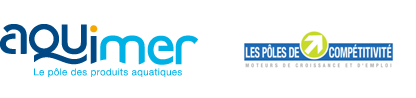 aquimer
Le pôle des produits aquatiques
LES PÔLES DE COMPÉTITIVITÉ
MOTEURS DE CROISSANCE ET D'EMPLOI